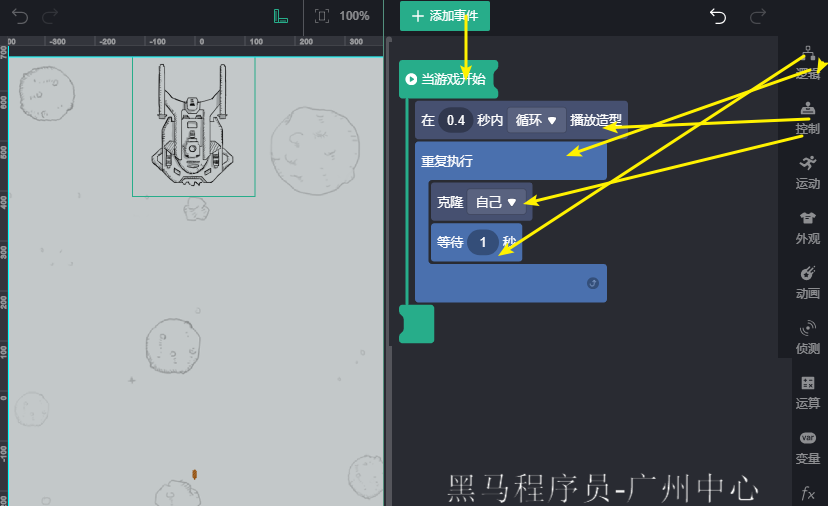 100%
添加事件
-300
-200
-100
0
100
200
300
700
600
500
400
300
200
100
0
-100
当游戏开始
在 0.4 秒内 循环 播放造型
重复执行
克隆 自己
等待 1 秒
逻辑
控制
运动
外观
动画
侦测
运算
var
变量
fx
黑马程序员-广州中心